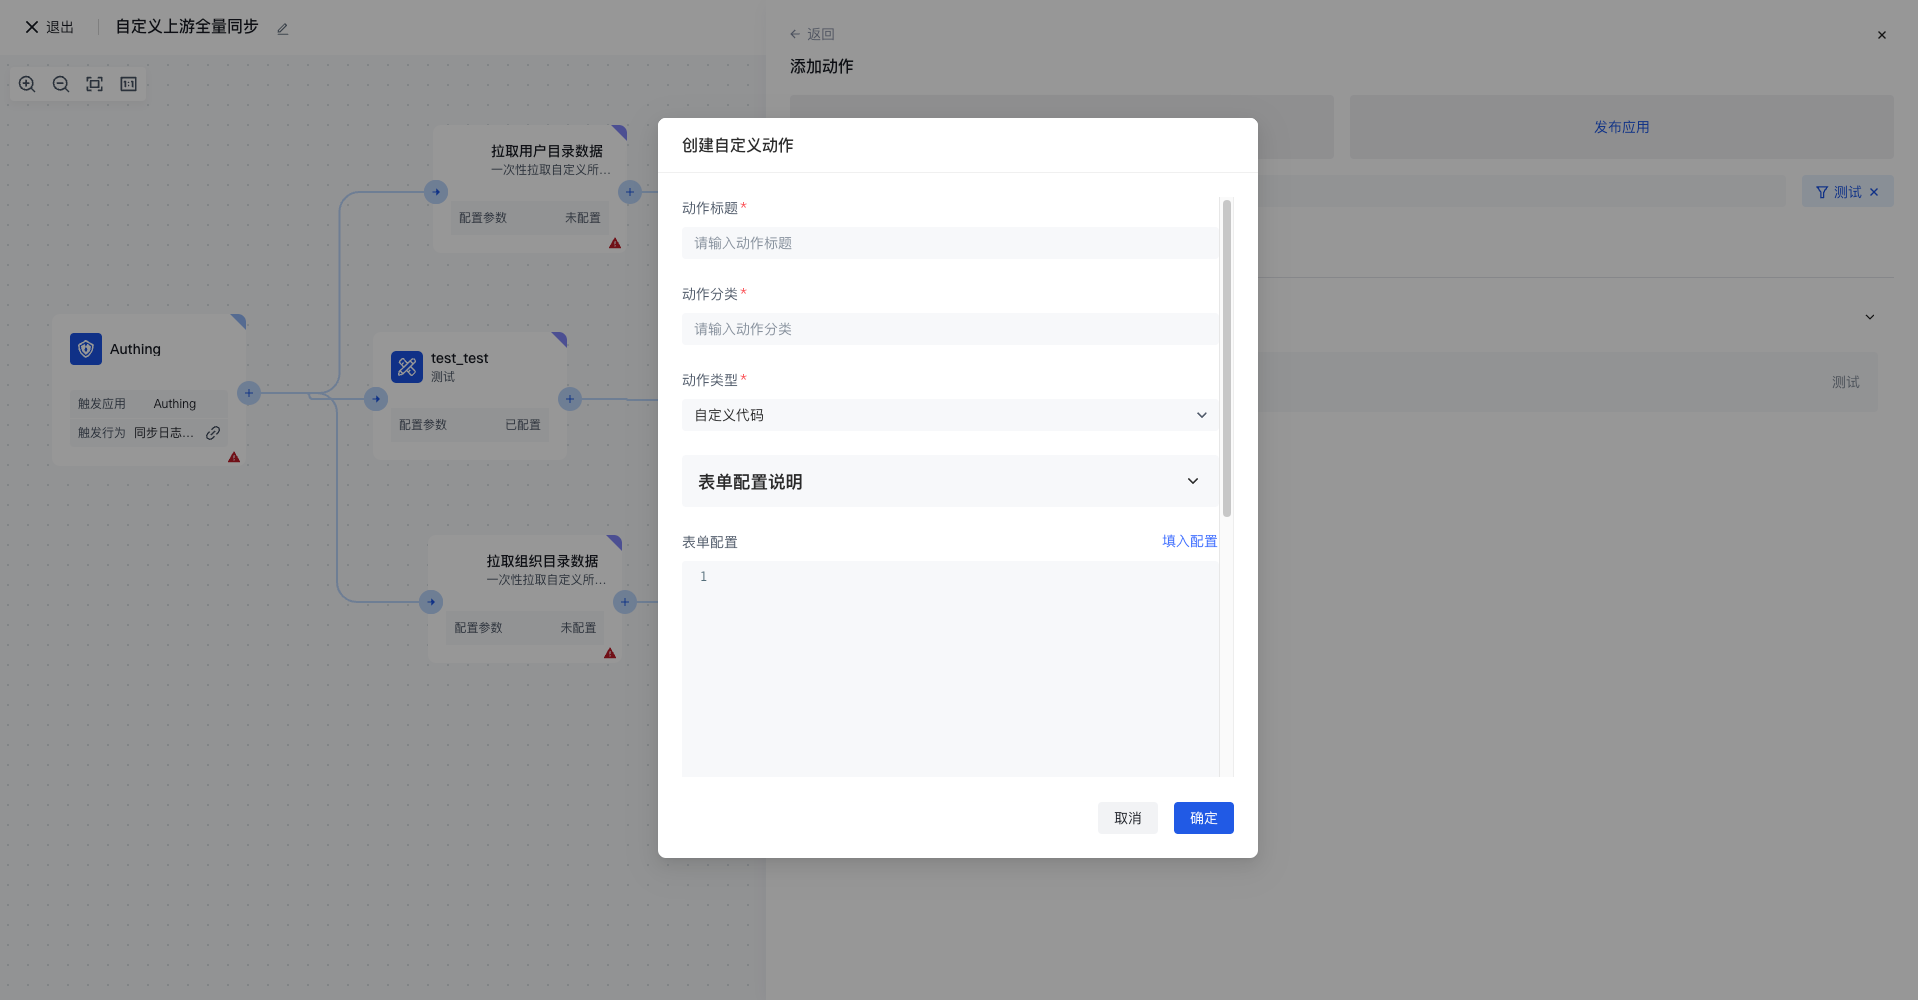 退出
自定义上游全量同步
1:1
拉取用户目录数据
一次性拉取自定义所...
配置参数 未配置
Authing
触发应用 Authing
触发行为 同步日志...
test_test
测试
配置参数 已配置
拉取组织目录数据
一次性拉取自定义所...
配置参数 未配置
返回
添加动作
发布应用
测试
测试
创建自定义动作
动作标题*
请输入动作标题
动作分类*
请输入动作分类
动作类型*
自定义代码
表单配置说明
表单配置 填入配置
1
取消 确定